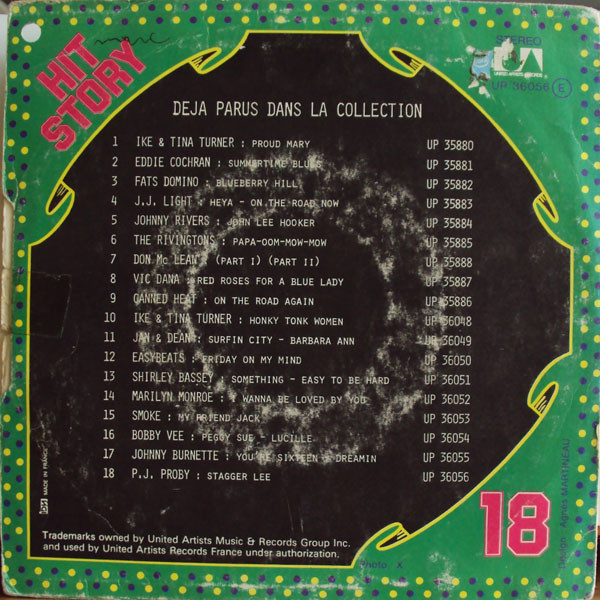 HIT
STORY
STEREO
UA
UNITED ARTISTS RECORDS
UP 36056 E
DEJA PARUS DANS LA COLLECTION
1 IKE & TINA TURNER : PROUD MARY UP 35880
2 EDDIE COCHRAN : SUMMERTIME BLUES UP 35881
3 FATS DOMINO : BLUEBERRY HILL UP 35882
4 J.J. LIGHT : HEYA - ON THE ROAD NOW UP 35883
5 JOHNNY RIVERS : JOHN LEE HOOKER UP 35884
6 THE RIVINGTONS : PAPA-OOM-MOW-MOW UP 35885
7 DON Mc LEAN : (PART I) (PART II) UP 35888
8 VIC DANA : RED ROSES FOR A BLUE LADY UP 35887
9 CANNED HEAT : ON THE ROAD AGAIN UP 35886
10 IKE & TINA TURNER : HONKY TONK WOMEN UP 36048
11 JAN & DEAN : SURFIN CITY - BARBARA ANN UP 36049
12 EASYBEATS : FRIDAY ON MY MIND UP 36050
13 SHIRLEY BASSEY : SOMETHING - EASY TO BE HARD UP 36051
14 MARILYN MONROE : I WANNA BE LOVED BY YOU UP 36052
15 SMOKE : MY FRIEND JACK UP 36053
16 BOBBY VEE : PEGGY SUE - LUCILLE UP 36054
17 JOHNNY BURNETTE : YOU'RE SIXTEEN - DREAMIN UP 36055
18 P.J. PROBY : STAGGER LEE UP 36056
MADE IN FRANCE
18
Trademarks owned by United Artists Music & Records Group Inc.
and used by United Artists Records France under authorization.
Photo X
Design : Agnès MARTINEAU